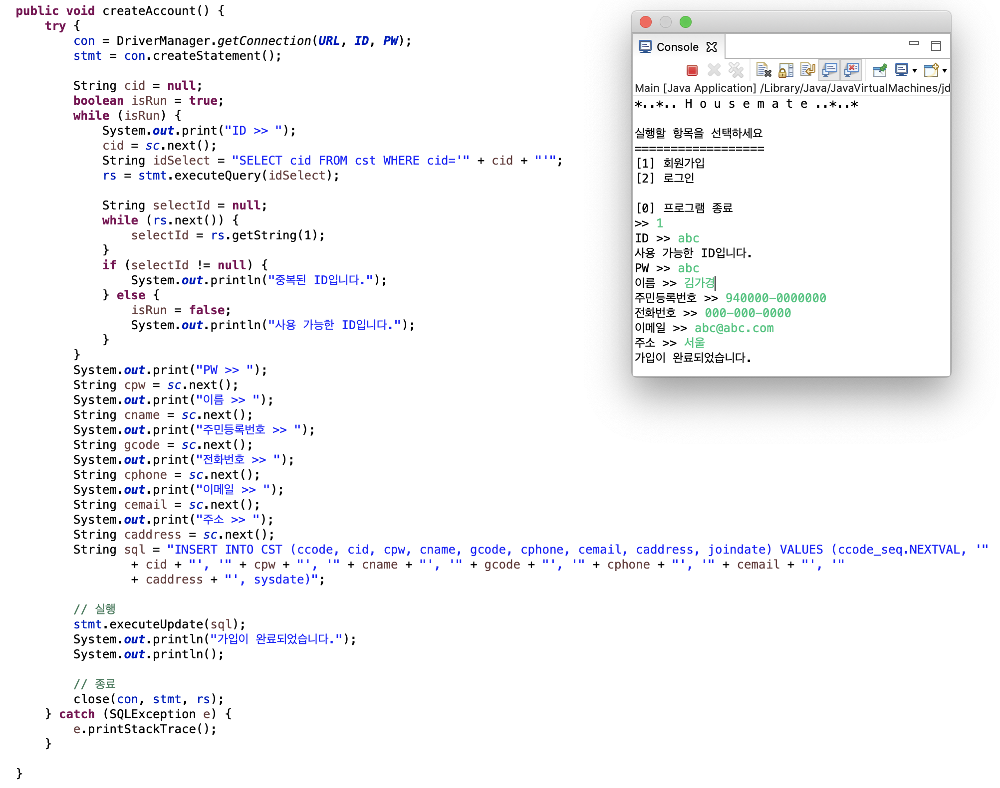 public void createAccount() {
    try {
        con = DriverManager.getConnection(URL, ID, PW);
        stmt = con.createStatement();

        String cid = null;
        boolean isRun = true;
        while (isRun) {
            System.out.print("ID >> ");
            cid = sc.next();
            String idSelect = "SELECT cid FROM cst WHERE cid='" + cid + "'";
            rs = stmt.executeQuery(idSelect);

            String selectId = null;
            while (rs.next()) {
                selectId = rs.getString(1);
            }
            if (selectId != null) {
                System.out.println("중복된 ID입니다.");
            } else {
                isRun = false;
                System.out.println("사용 가능한 ID입니다.");
            }
        }
        System.out.print("PW >> ");
        String cpw = sc.next();
        System.out.print("이름 >> ");
        String cname = sc.next();
        System.out.print("주민등록번호 >> ");
        String gcode = sc.next();
        System.out.print("전화번호 >> ");
        String cphone = sc.next();
        System.out.print("이메일 >> ");
        String cemail = sc.next();
        System.out.print("주소 >> ");
        String caddress = sc.next();
        String sql = "INSERT INTO CST (ccode, cid, cpw, cname, gcode, cphone, cemail, caddress, joindate) VALUES (ccode_seq.NEXTVAL, '"
                + cid + "', '" + cpw + "', '" + cname + "', '" + gcode + "', '" + cphone + "', '" + cemail + "', '"
                + caddress + "', sysdate)";

        // 실행
        stmt.executeUpdate(sql);
        System.out.println("가입이 완료되었습니다.");
        System.out.println();

        // 종료
        close(con, stmt, rs);
    } catch (SQLException e) {
        e.printStackTrace();
    }

}
Console
Main [Java Application] /Library/Java/JavaVirtualMachines/jd
*..*.. H o u s e m a t e ..*..*

실행할 항목을 선택하세요
==================
[1] 회원가입
[2] 로그인

[0] 프로그램 종료
>> 1
ID >> abc
사용 가능한 ID입니다.
PW >> abc
이름 >> 김가경
주민등록번호 >> 940000-0000000
전화번호 >> 000-000-0000
이메일 >> abc@abc.com
주소 >> 서울
가입이 완료되었습니다.